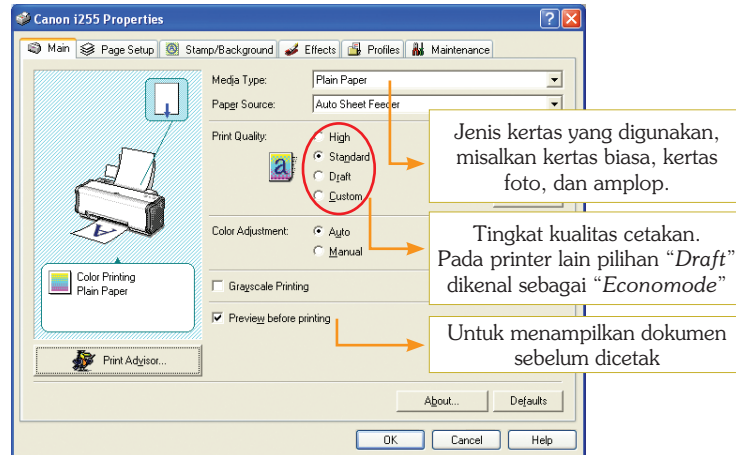 Canon i255 Properties
Main Page Setup Stamp/Background Effects Profiles Maintenance
Media Type: Plain Paper
Paper Source: Auto Sheet Feeder
Print Quality: High
Standard
Draft
Custom
Color Adjustment: Auto
Manual
Grayscale Printing
Preview before printing
a
A
Color Printing
Plain Paper
Print Advisor...
About... Defaults
OK Cancel Help
Jenis kertas yang digunakan,
misalkan kertas biasa, kertas
foto, dan amplop.
Tingkat kualitas cetakan.
Pada printer lain pilihan “Draft”
dikenal sebagai “Economode”
Untuk menampilkan dokumen
sebelum dicetak